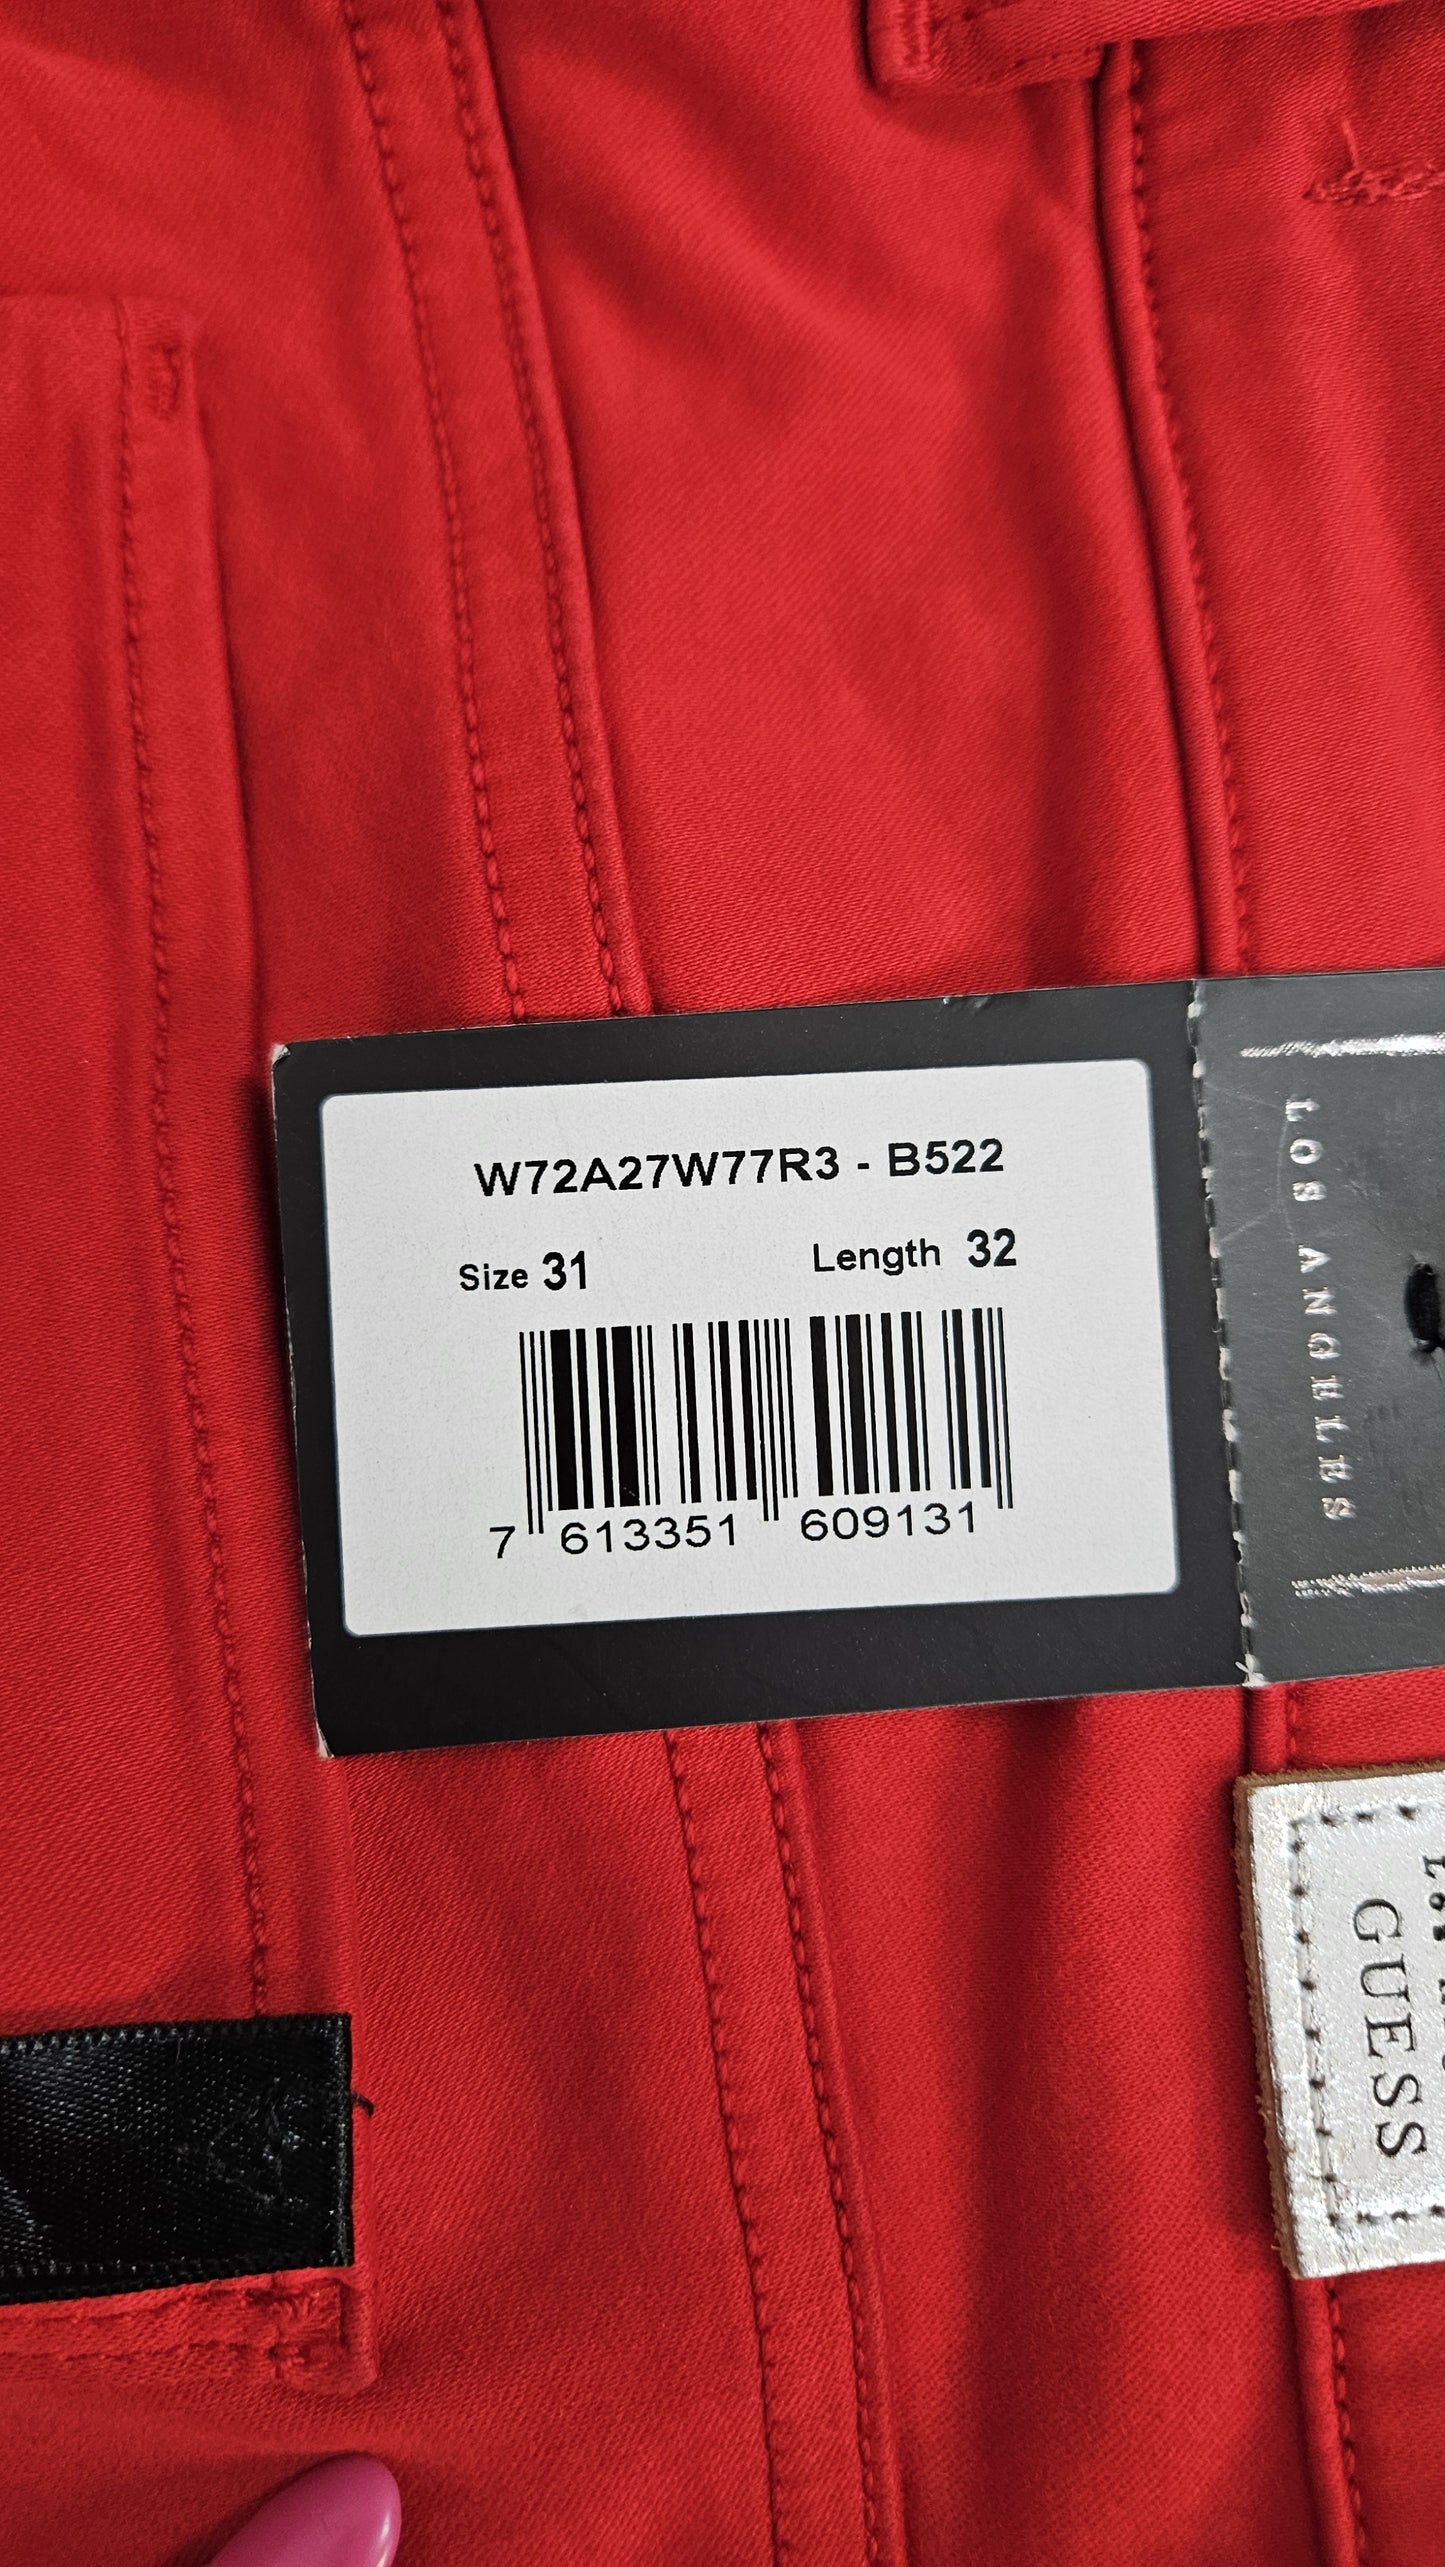 W72A27W77R3 - B522
Size 31 Length 32
7 613351 609131
LOS ANGELES
GUESS